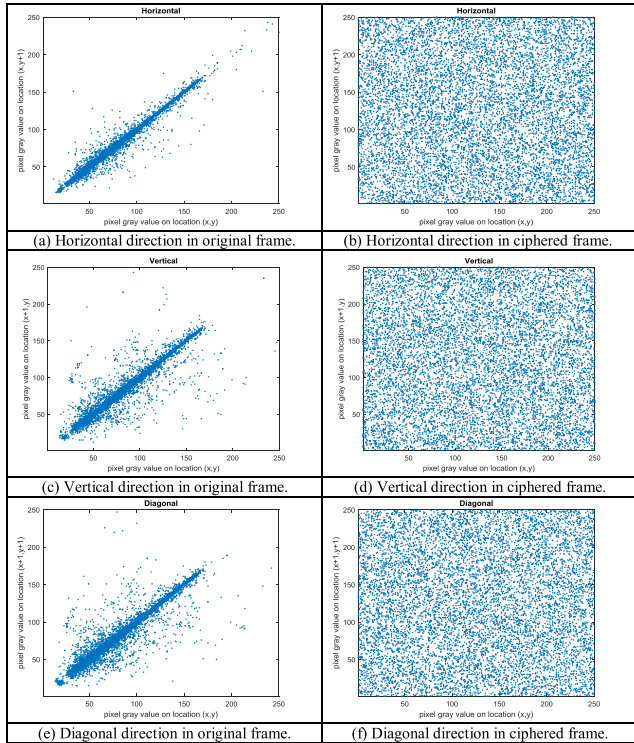 Horizontal
250
200
150
100
50
pixel gray value on location (x,y+1)
50 100 150 200 250
pixel gray value on location (x,y)
(a) Horizontal direction in original frame.
Horizontal
250
200
150
100
50
pixel gray value on location (x,y+1)
50 100 150 200 250
pixel gray value on location (x,y)
(b) Horizontal direction in ciphered frame.
Vertical
250
200
150
100
50
pixel gray value on location (x+1,y)
50 100 150 200 250
pixel gray value on location (x,y)
(c) Vertical direction in original frame.
Vertical
250
200
150
100
50
pixel gray value on location (x+1,y)
50 100 150 200 250
pixel gray value on location (x,y)
(d) Vertical direction in ciphered frame.
Diagonal
250
200
150
100
50
pixel gray value on location (x+1,y+1)
50 100 150 200 250
pixel gray value on location (x,y)
(e) Diagonal direction in original frame.
Diagonal
250
200
150
100
50
pixel gray value on location (x+1,y+1)
50 100 150 200 250
pixel gray value on location (x,y)
(f) Diagonal direction in ciphered frame.